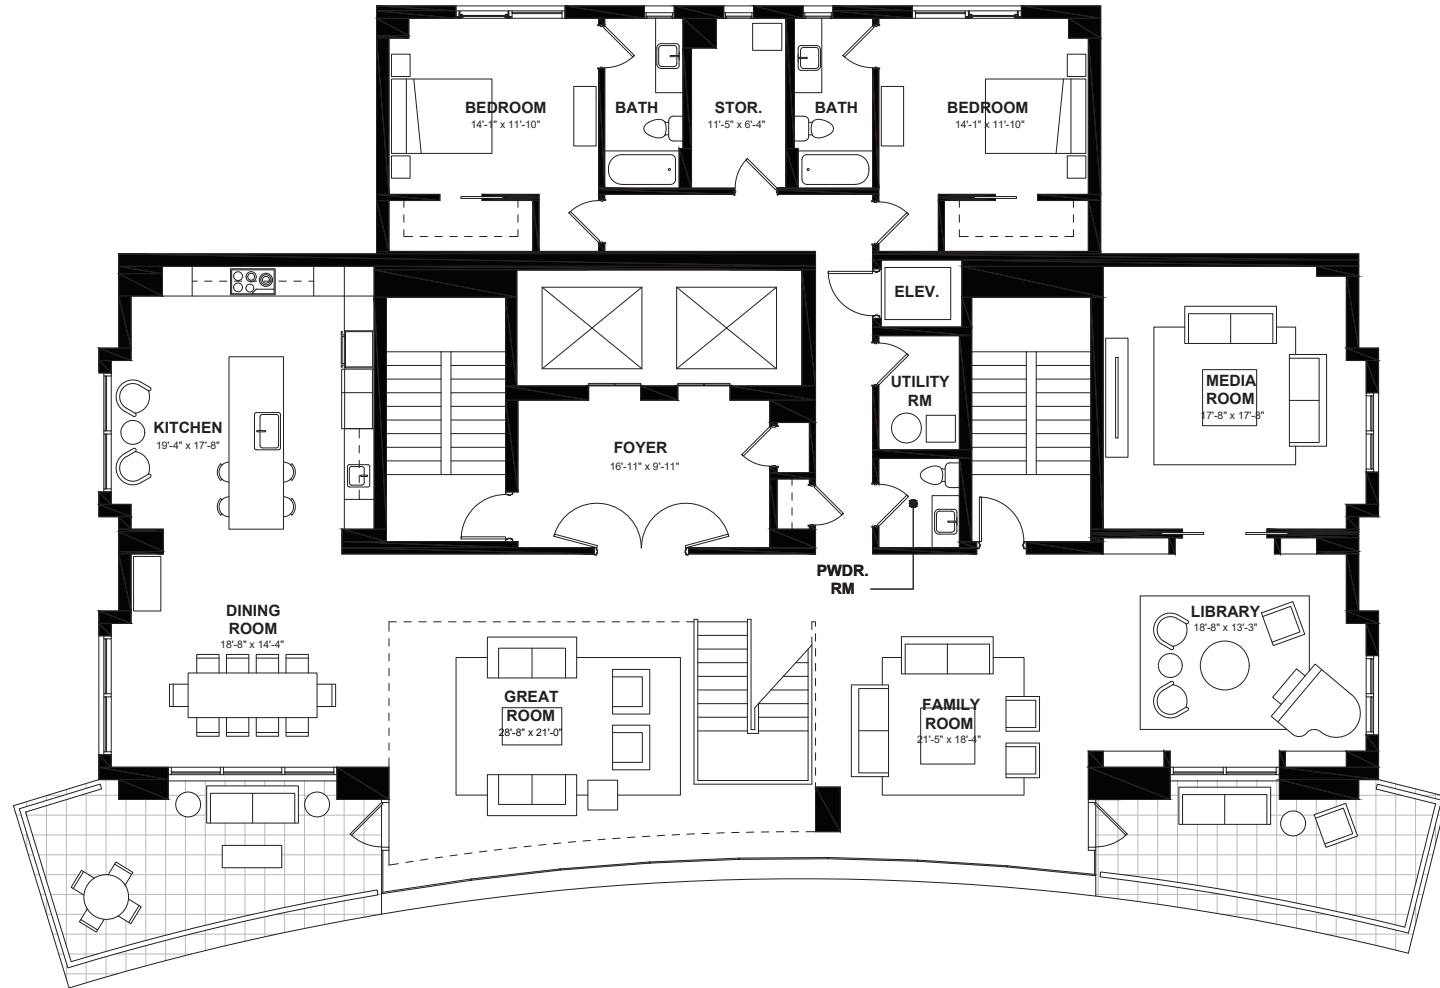 BEDROOM
14'-1" x 11'-10"
BATH
STOR.
11'-5" x 6'-4"
BATH
BEDROOM
14'-1" x 11'-10"
ELEV.
KITCHEN
19'-4" x 17'-8"
FOYER
16'-11" x 9'-11"
UTILITY
RM
MEDIA
ROOM
17'-8" x 17'-8"
PWDR.
RM
DINING
ROOM
18'-8" x 14'-4"
GREAT
ROOM
28'-8" x 21'-0"
FAMILY
ROOM
21'-5" x 18'-4"
LIBRARY
18'-8" x 13'-3"